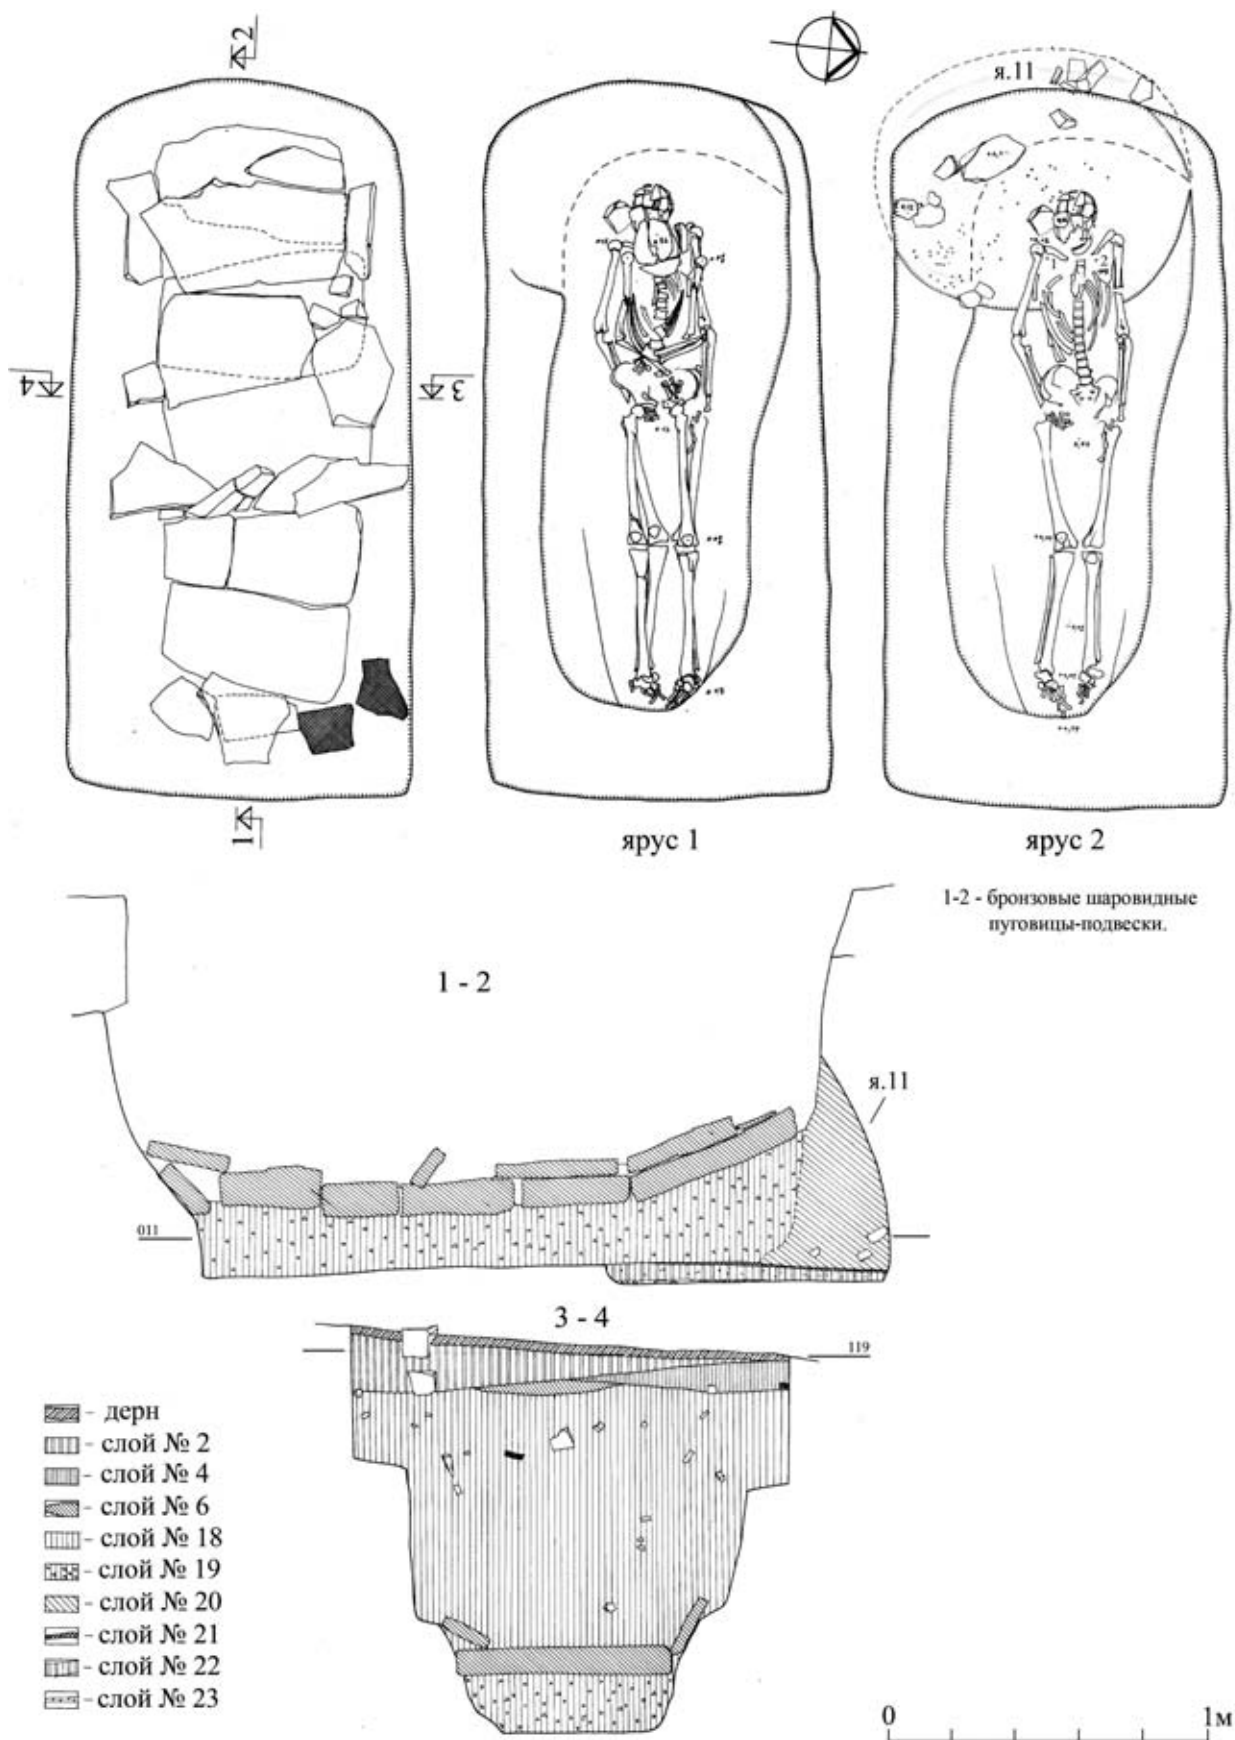 2
я.11
4
3
1
ярус 1
ярус 2
1-2 - бронзовые шаровидные
пуговицы-подвески.
1 - 2
я.11
011
3 - 4
119
- дерн
- слой № 2
- слой № 4
- слой № 6
- слой № 18
- слой № 19
- слой № 20
- слой № 21
- слой № 22
- слой № 23
0
1м